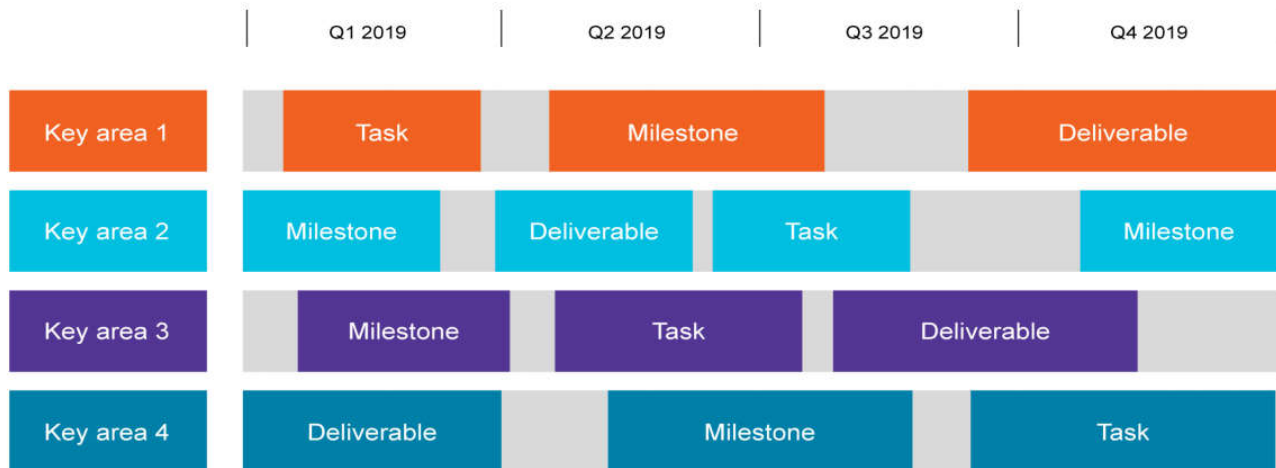 Q1 2019 Q2 2019 Q3 2019 Q4 2019
Key area 1 Task Milestone Deliverable
Key area 2 Milestone Deliverable Task Milestone
Key area 3 Milestone Task Deliverable
Key area 4 Deliverable Milestone Task